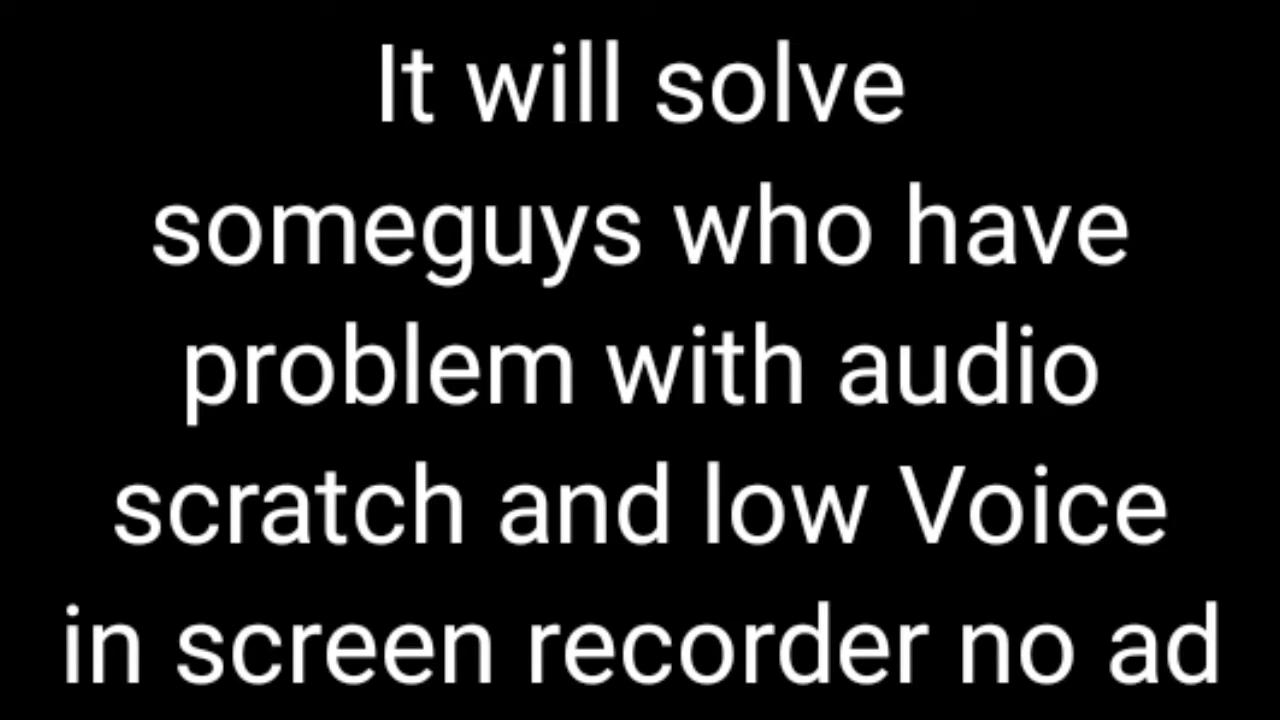 It will solve
someguys who have
problem with audio
scratch and low Voice
in screen recorder no ad